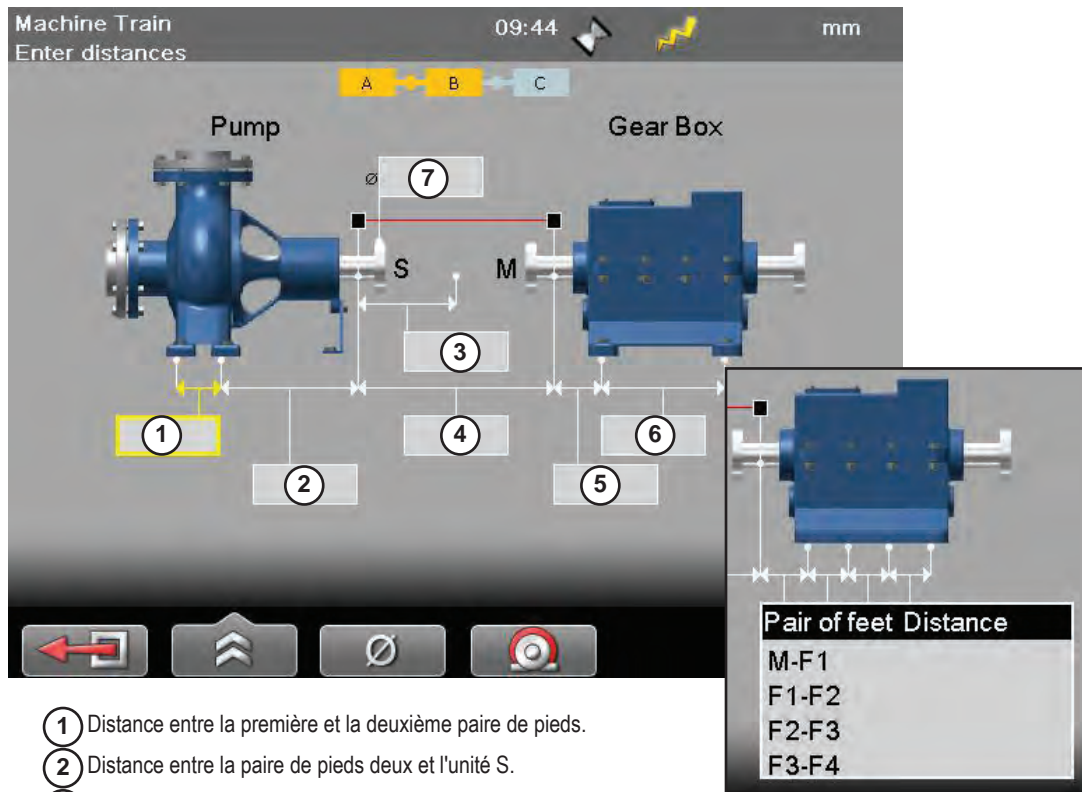 Machine Train
Enter distances
09:44
mm
A B C
Pump
Gear Box
Ø 7
S M
3
1
4
6
2
5
Ø
Pair of feet Distance
M-F1
F1-F2
F2-F3
F3-F4
1 Distance entre la première et la deuxième paire de pieds.
2 Distance entre la paire de pieds deux et l'unité S.